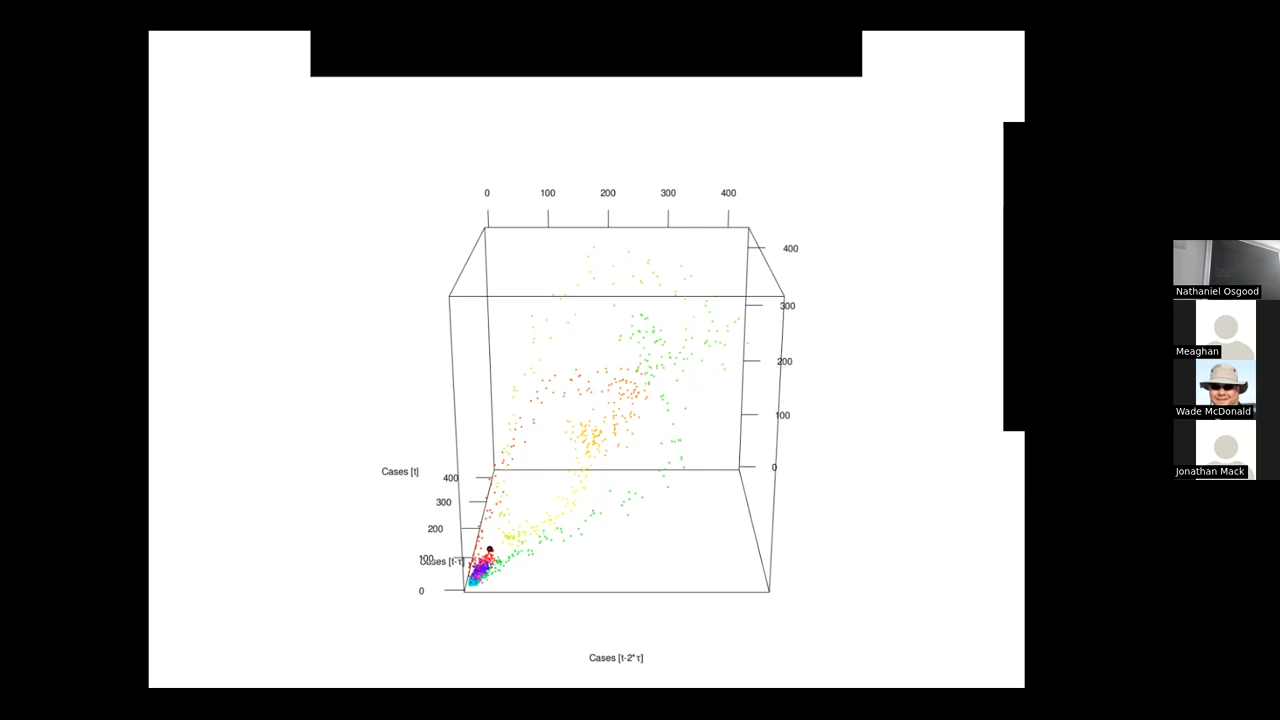 0 100 200 300 400
400
300
200
100
0
Cases [t]
400
300
200
100
0
Cases [t-τ]
Cases [t-2*τ]
Nathaniel Osgood
Meaghan
Wade McDonald
Jonathan Mack